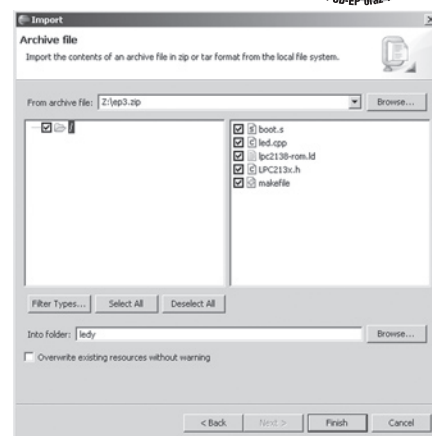 Import
Archive file
Import the contents of an archive file in zip or tar format from the local file system.
From archive file: Z:\ep3.zip Browse...
/
boot.s
led.cpp
lpc2138-rom.ld
LPC213x.h
makefile
Filter Types... Select All Deselect All
Into folder: ledy Browse...
Overwrite existing resources without warning
< Back Next > Finish Cancel